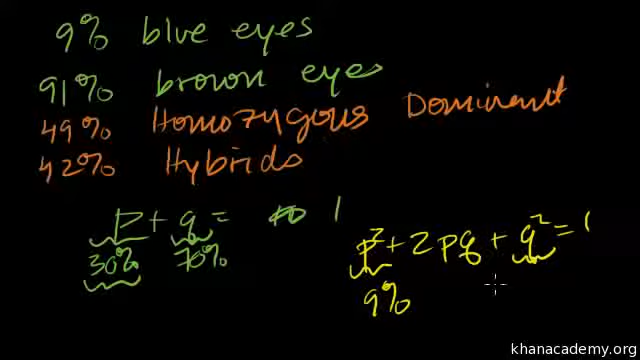 9% blue eyes
91% brown eyes
49% Homozygous Dominant
42% Hybrids
p + q = 1
30% 70%
p² + 2pq + q² = 1
9%
khanacademy.org